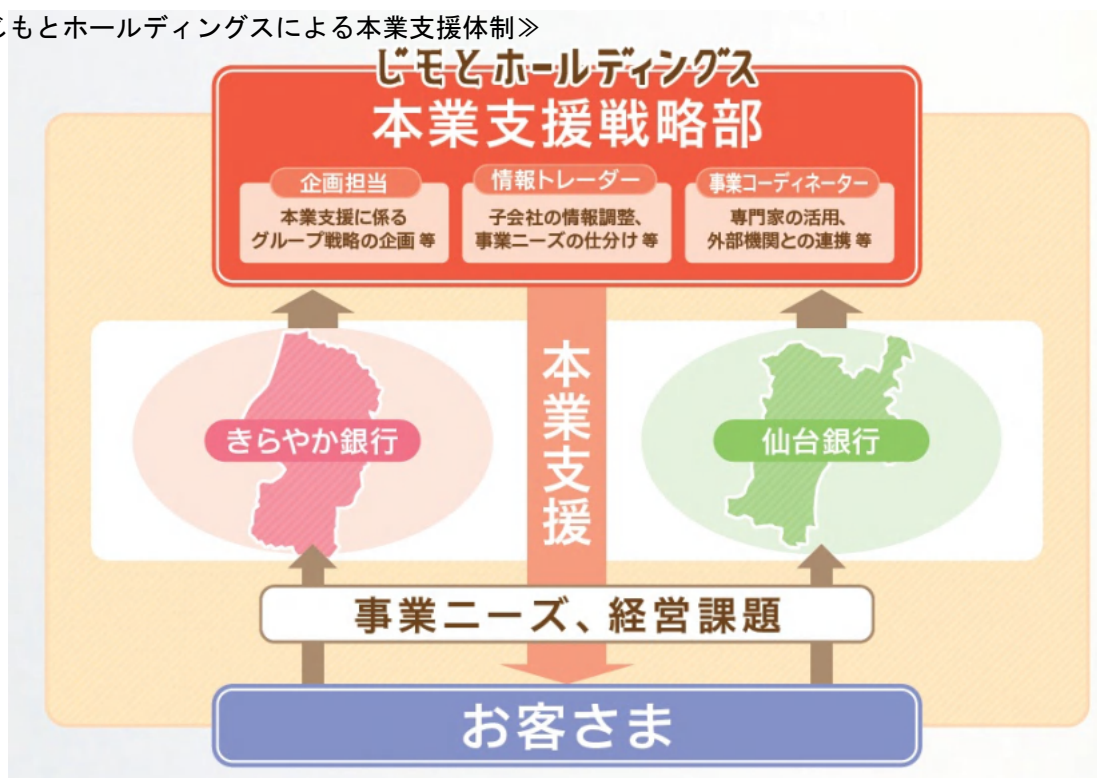 じもとホールディングスによる本業支援体制≫
じモとホールディングス
本業支援戦略部
企画担当
本業支援に係る
グループ戦略の企画 等
情報トレーダー
子会社の情報調整、
事業ニーズの仕分け 等
事業コーディネーター
専門家の活用、
外部機関との連携 等
きらやか銀行
本業支援
仙台銀行
事業ニーズ、経営課題
お客さま